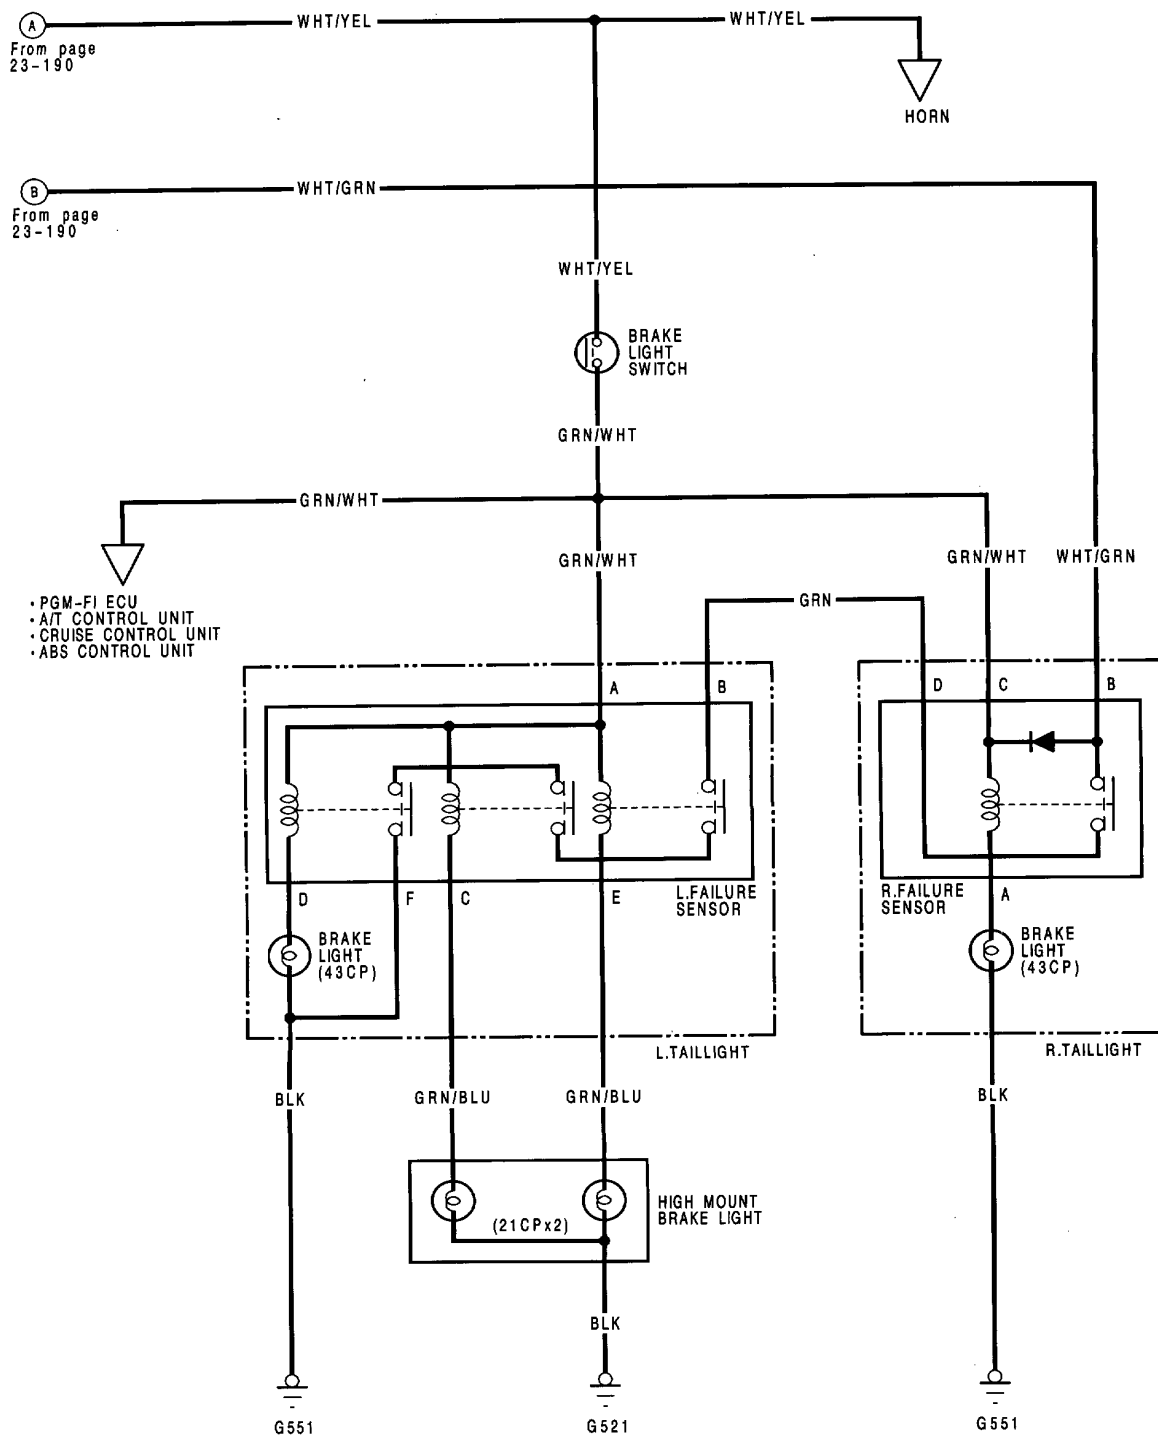 A
WHT/YEL
WHT/YEL
From page
23-190
HORN
B
WHT/GRN
From page
23-190
WHT/YEL
BRAKE
LIGHT
SWITCH
GRN/WHT
GRN/WHT
GRN/WHT
GRN/WHT
WHT/GRN
• PGM-FI ECU
• A/T CONTROL UNIT
• CRUISE CONTROL UNIT
• ABS CONTROL UNIT
GRN
A
B
D
C
B
D
F
C
E
L.FAILURE
SENSOR
R.FAILURE
SENSOR
A
BRAKE
LIGHT
(43CP)
BRAKE
LIGHT
(43CP)
L.TAILLIGHT
R.TAILLIGHT
BLK
GRN/BLU
GRN/BLU
BLK
(21CPx2)
HIGH MOUNT
BRAKE LIGHT
BLK
G551
G521
G551